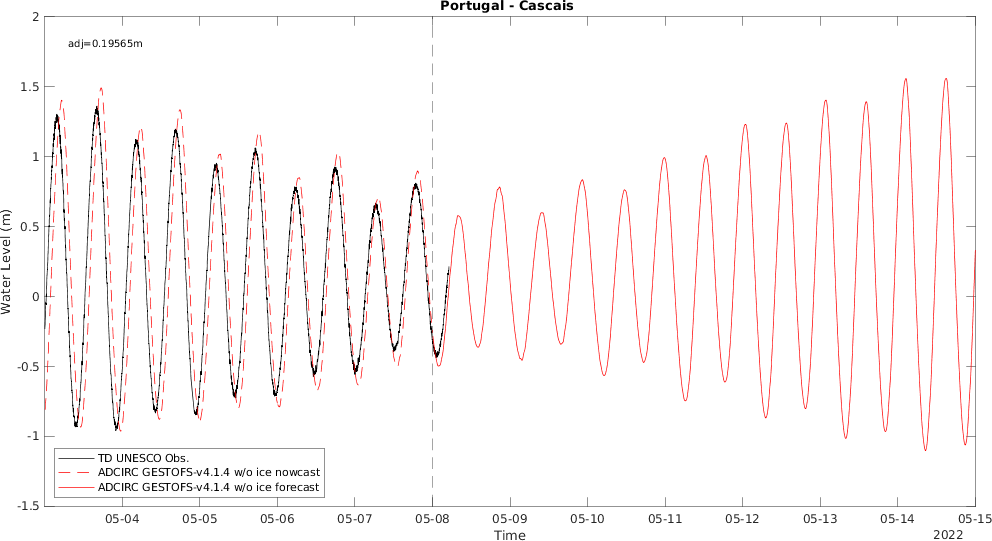 Portugal - Cascais
adj=0.19565m
2
1.5
1
0.5
0
-0.5
-1
-1.5
Water Level (m)
TD UNESCO Obs.
ADCIRC GESTOFS-v4.1.4 w/o ice nowcast
ADCIRC GESTOFS-v4.1.4 w/o ice forecast
05-04 05-05 05-06 05-07 05-08 05-09 05-10 05-11 05-12 05-13 05-14 05-15
Time
2022